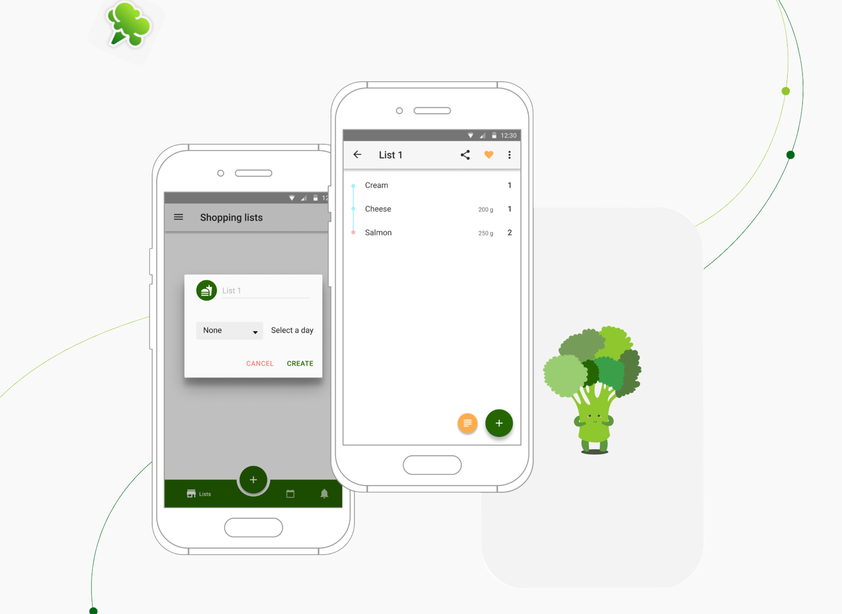 12:30
List 1
Cream 1
Cheese 200 g 1
Salmon 250 g 2
12
Shopping lists
List 1
None Select a day
CANCEL CREATE
Lists